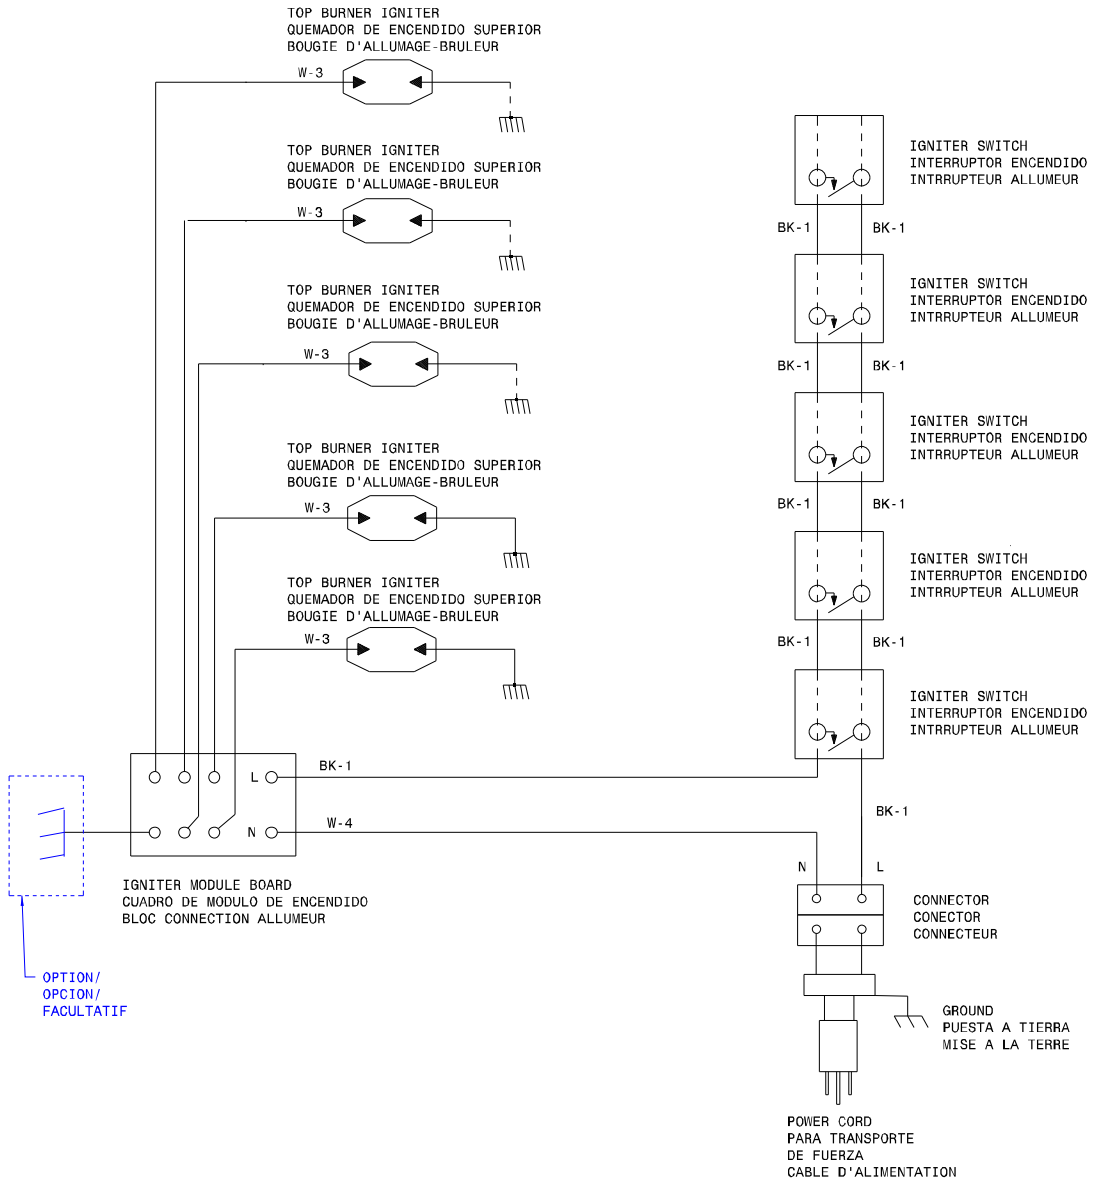 TOP BURNER IGNITER
QUEMADOR DE ENCENDIDO SUPERIOR
BOUGIE D'ALLUMAGE-BRULEUR
W-3
TOP BURNER IGNITER
QUEMADOR DE ENCENDIDO SUPERIOR
BOUGIE D'ALLUMAGE-BRULEUR
W-3
TOP BURNER IGNITER
QUEMADOR DE ENCENDIDO SUPERIOR
BOUGIE D'ALLUMAGE-BRULEUR
W-3
TOP BURNER IGNITER
QUEMADOR DE ENCENDIDO SUPERIOR
BOUGIE D'ALLUMAGE-BRULEUR
W-3
TOP BURNER IGNITER
QUEMADOR DE ENCENDIDO SUPERIOR
BOUGIE D'ALLUMAGE-BRULEUR
W-3
IGNITER SWITCH
INTERRUPTOR ENCENDIDO
INTRRUPTEUR ALLUMEUR
BK-1 BK-1
IGNITER SWITCH
INTERRUPTOR ENCENDIDO
INTRRUPTEUR ALLUMEUR
BK-1 BK-1
IGNITER SWITCH
INTERRUPTOR ENCENDIDO
INTRRUPTEUR ALLUMEUR
BK-1 BK-1
IGNITER SWITCH
INTERRUPTOR ENCENDIDO
INTRRUPTEUR ALLUMEUR
BK-1 BK-1
IGNITER SWITCH
INTERRUPTOR ENCENDIDO
INTRRUPTEUR ALLUMEUR
L BK-1
BK-1
N W-4
N L
IGNITER MODULE BOARD
CUADRO DE MODULO DE ENCENDIDO
BLOC CONNECTION ALLUMEUR
CONNECTOR
CONECTOR
CONNECTEUR
OPTION/
OPCION/
FACULTATIF
GROUND
PUESTA A TIERRA
MISE A LA TERRE
POWER CORD
PARA TRANSPORTE
DE FUERZA
CABLE D'ALIMENTATION